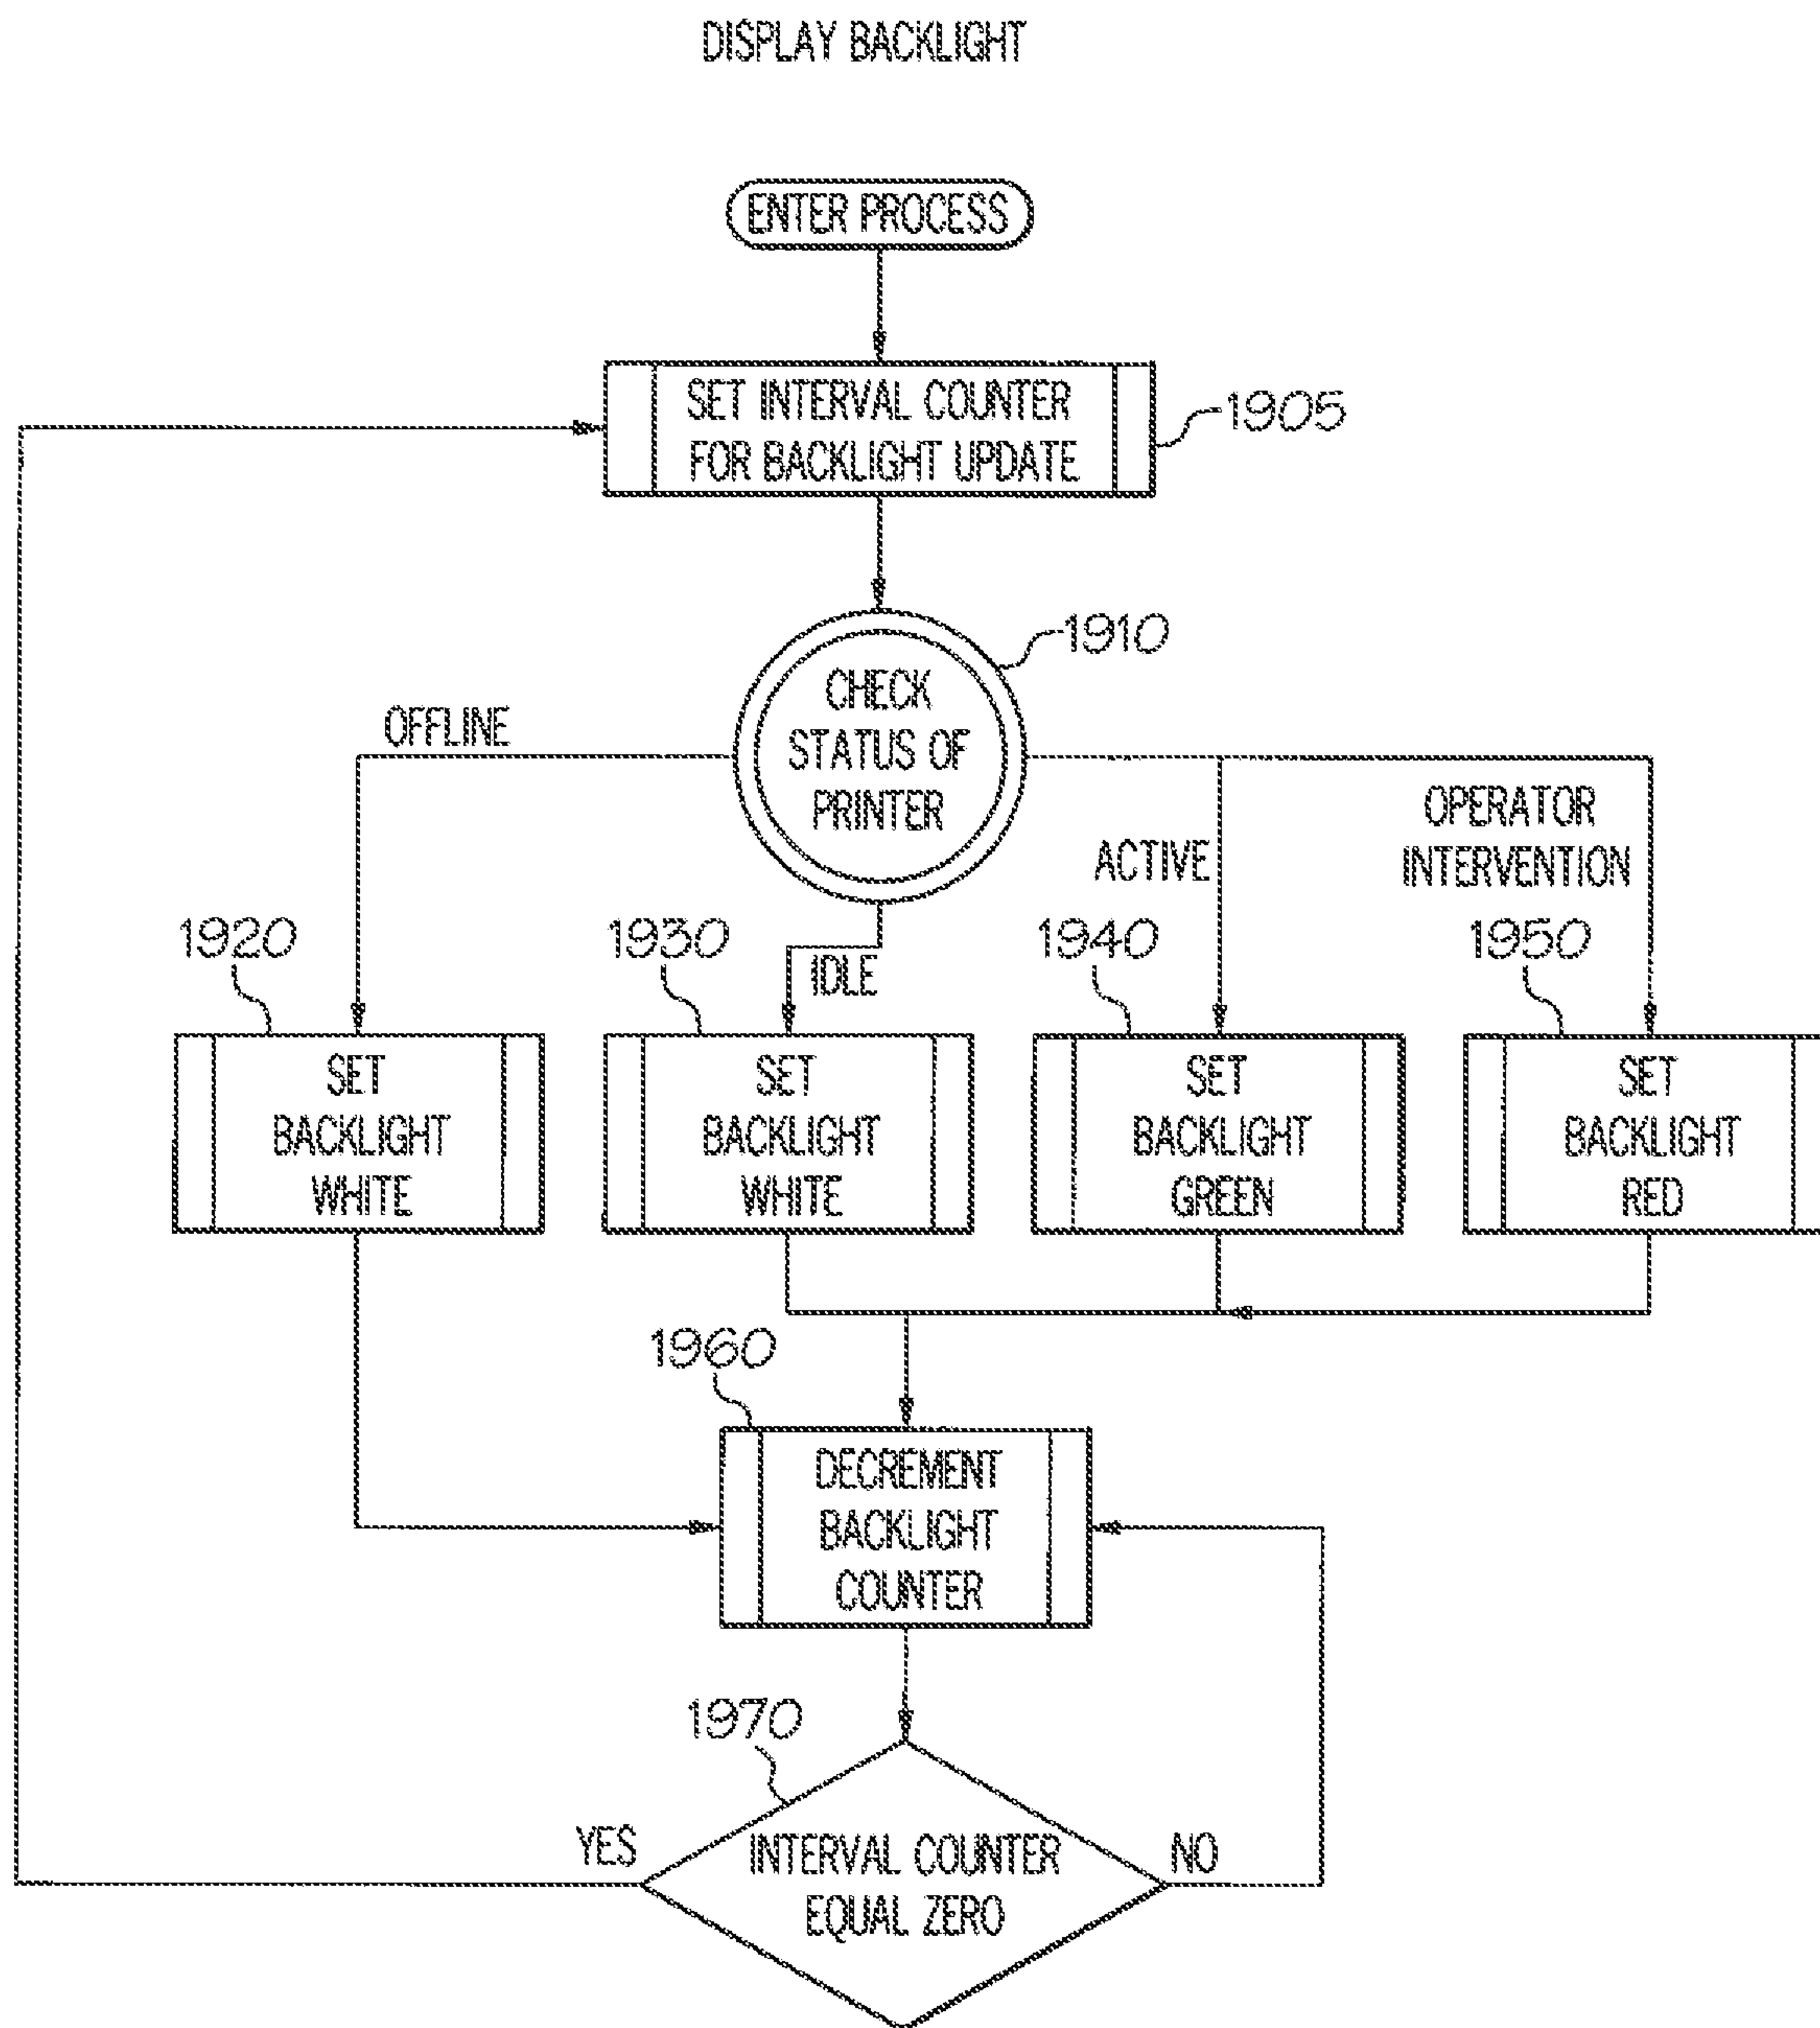 DISPLAY BACKLIGHT
ENTER PROCESS
SET INTERVAL COUNTER
FOR BACKLIGHT UPDATE
1905
1910
CHECK
STATUS OF
PRINTER
OFFLINE
IDLE
ACTIVE
OPERATOR
INTERVENTION
1920
SET
BACKLIGHT
WHITE
1930
SET
BACKLIGHT
WHITE
1940
SET
BACKLIGHT
GREEN
1950
SET
BACKLIGHT
RED
1960
DECREMENT
BACKLIGHT
COUNTER
1970
INTERVAL COUNTER
EQUAL ZERO
YES
NO